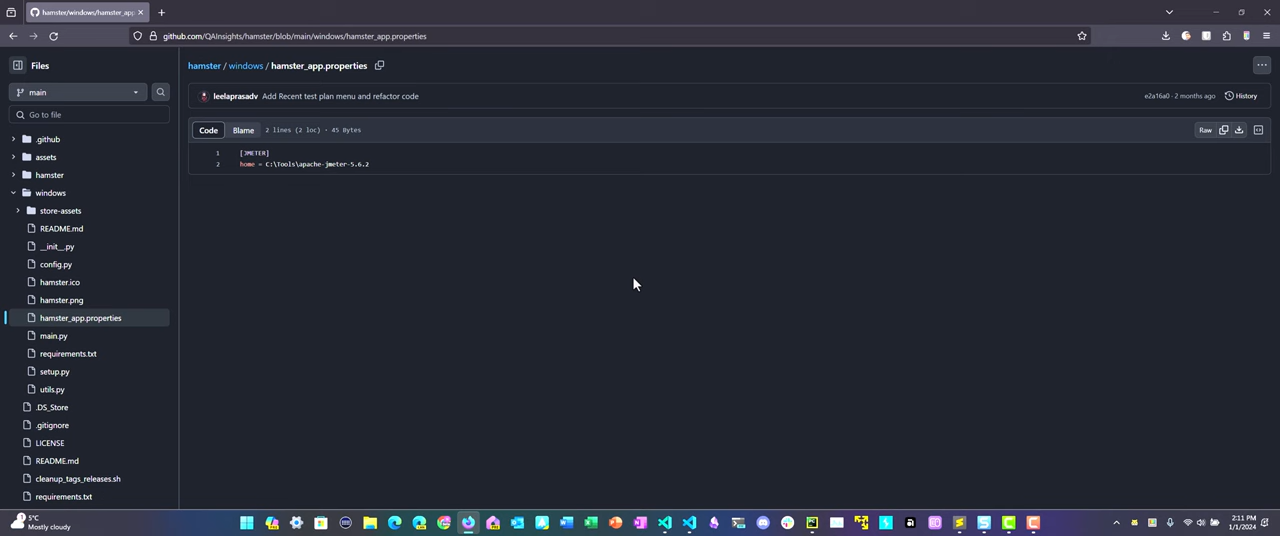 hamster/windows/hamster_app
github.com/QAInsights/hamster/blob/main/windows/hamster_app.properties
Files
main
Go to file
.github
assets
hamster
windows
store-assets
README.md
__init__.py
config.py
hamster.ico
hamster.png
hamster_app.properties
main.py
requirements.txt
setup.py
utils.py
.DS_Store
.gitignore
LICENSE
README.md
cleanup_tags_releases.sh
requirements.txt
hamster / windows / hamster_app.properties
leelaprasadv Add Recent test plan menu and refactor code
e2a16a0 · 2 months ago History
Code Blame 2 lines (2 loc) · 45 Bytes
Raw
1 [JMETER]
2 home = C:\Tools\apache-jmeter-5.6.2
5°C
Mostly cloudy
2:11 PM
1/1/2024